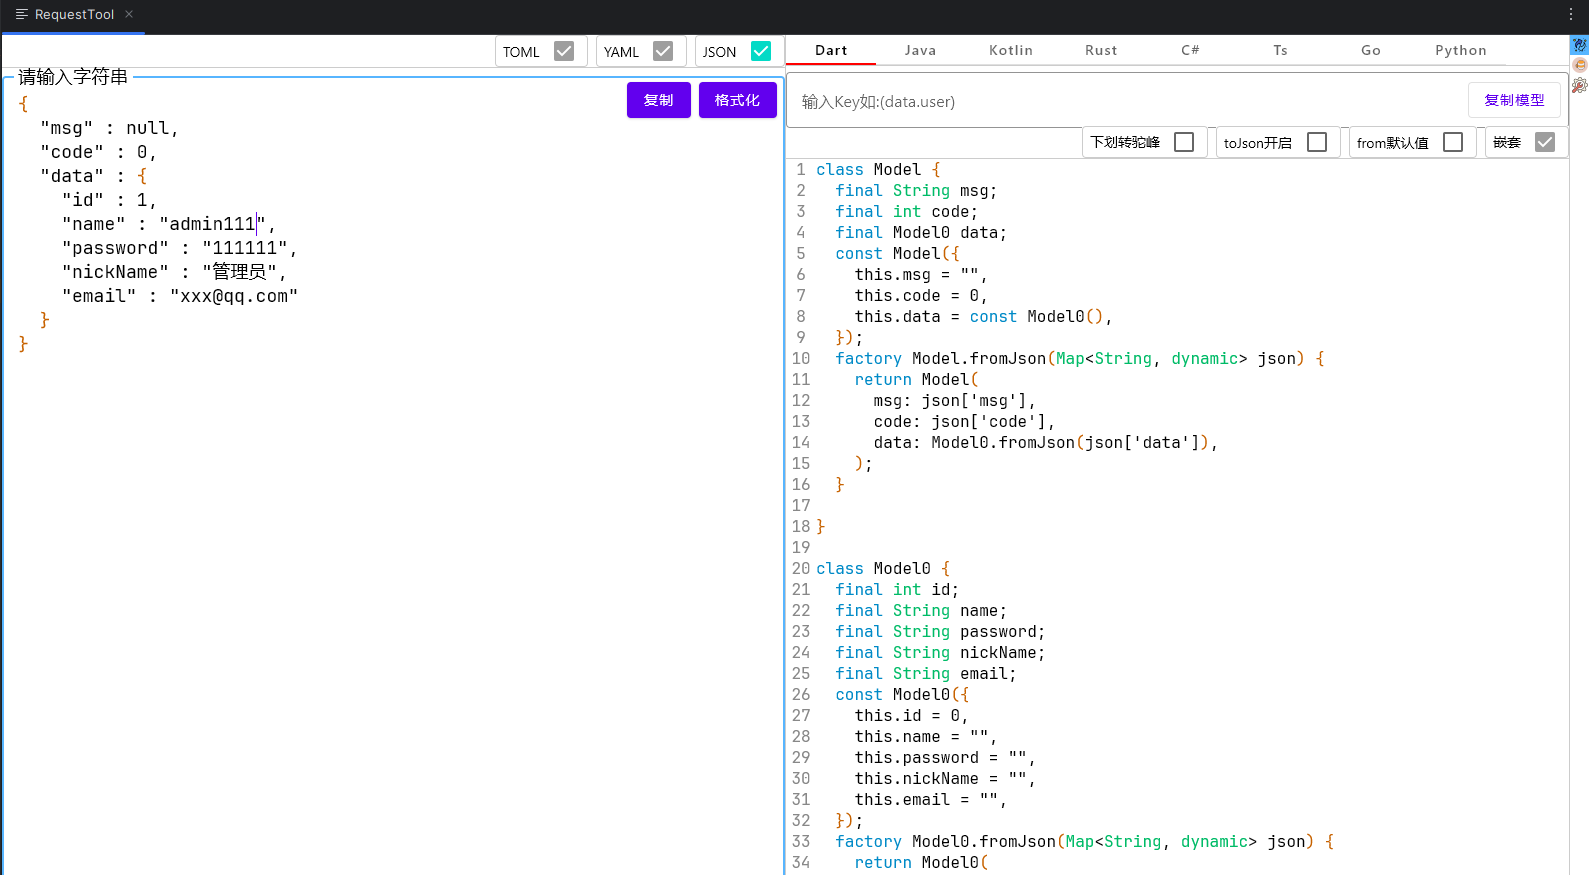 RequestTool
TOML YAML JSON
请输入字符串
复制 格式化
{
  "msg" : null,
  "code" : 0,
  "data" : {
    "id" : 1,
    "name" : "admin111",
    "password" : "111111",
    "nickName" : "管理员",
    "email" : "xxx@qq.com"
  }
}
Dart Java Kotlin Rust C# Ts Go Python
输入Key如:(data.user) 复制模型
下划转驼峰 toJson开启 from默认值 嵌套
1 class Model {
2   final String msg;
3   final int code;
4   final Model0 data;
5   const Model({
6     this.msg = "",
7     this.code = 0,
8     this.data = const Model0(),
9   });
10   factory Model.fromJson(Map<String, dynamic> json) {
11     return Model(
12       msg: json['msg'],
13       code: json['code'],
14       data: Model0.fromJson(json['data']),
15     );
16   }
17
18 }
19
20 class Model0 {
21   final int id;
22   final String name;
23   final String password;
24   final String nickName;
25   final String email;
26   const Model0({
27     this.id = 0,
28     this.name = "",
29     this.password = "",
30     this.nickName = "",
31     this.email = "",
32   });
33   factory Model0.fromJson(Map<String, dynamic> json) {
34     return Model0(